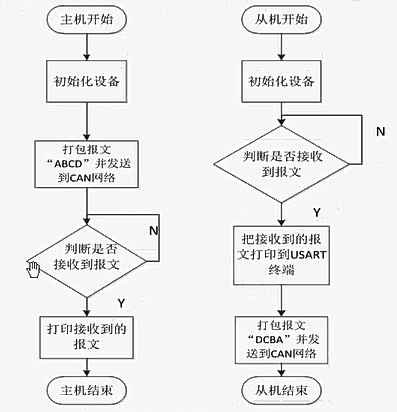 主机开始
初始化设备
打包报文
“ABCD”并发送
到CAN网络
N
判断是否
接收到报文
Y
打印接收到的
报文
主机结束
从机开始
初始化设备
N
判断是否接收
到报文
Y
把接收到的报
文打印到USART
终端
打包报文
“DCBA”并发
送到CAN网络
从机结束